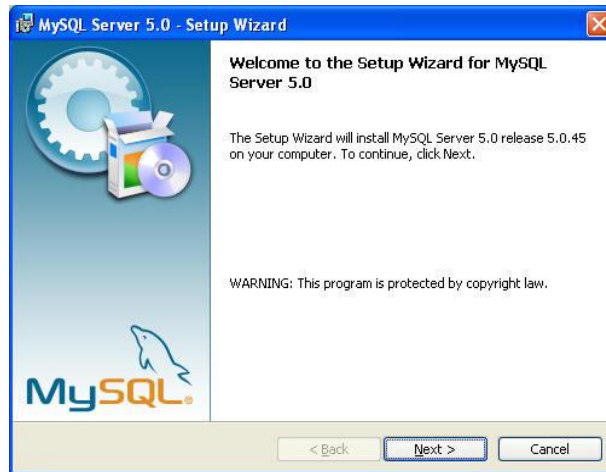 MySQL Server 5.0 - Setup Wizard
Welcome to the Setup Wizard for MySQL
Server 5.0
The Setup Wizard will install MySQL Server 5.0 release 5.0.45
on your computer. To continue, click Next.
WARNING: This program is protected by copyright law.
MySQL®
< Back
Next >
Cancel